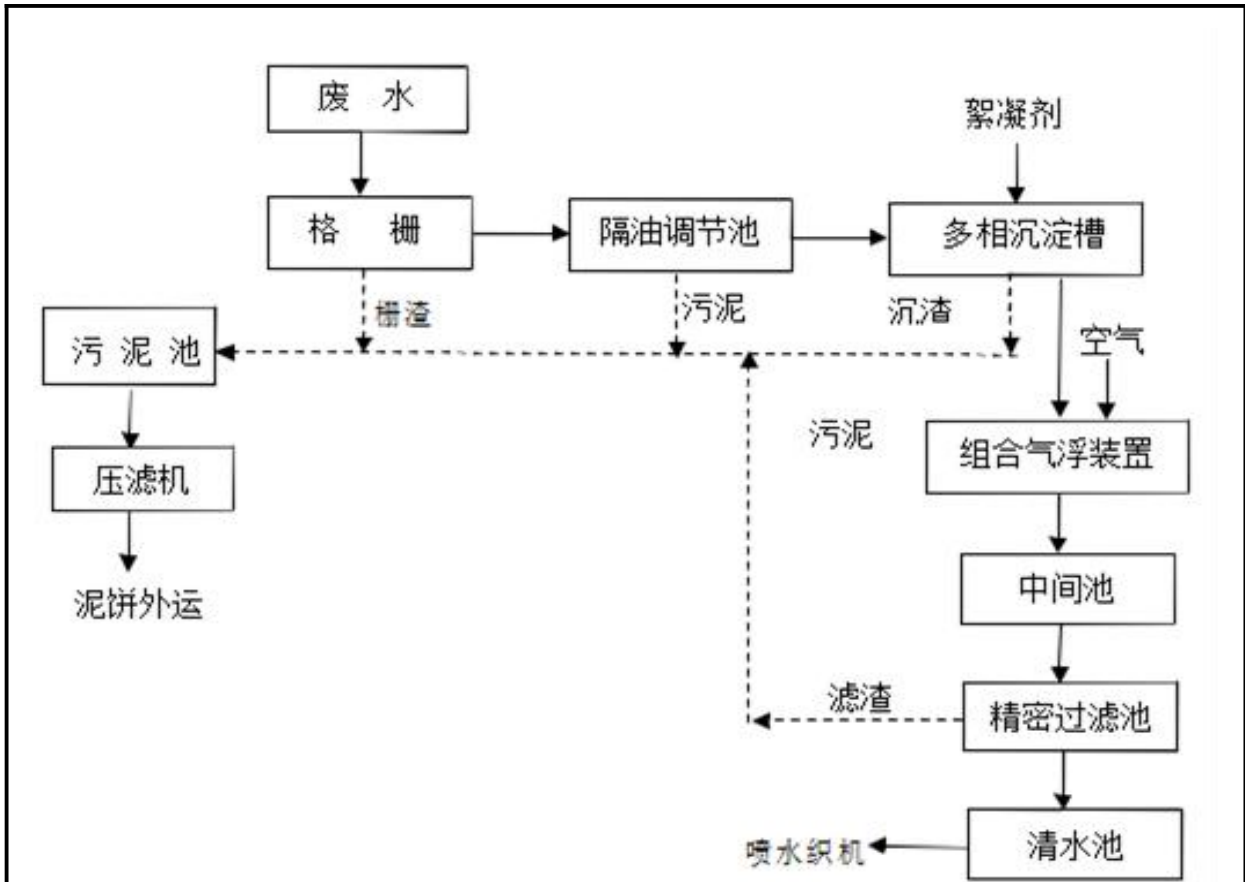 废 水
絮凝剂
格 栅
隔油调节池
多相沉淀槽
栅渣
污泥
沉渣
空气
污 泥 池
污泥
组合气浮装置
压滤机
中间池
泥饼外运
滤渣
精密过滤池
喷水织机
清水池